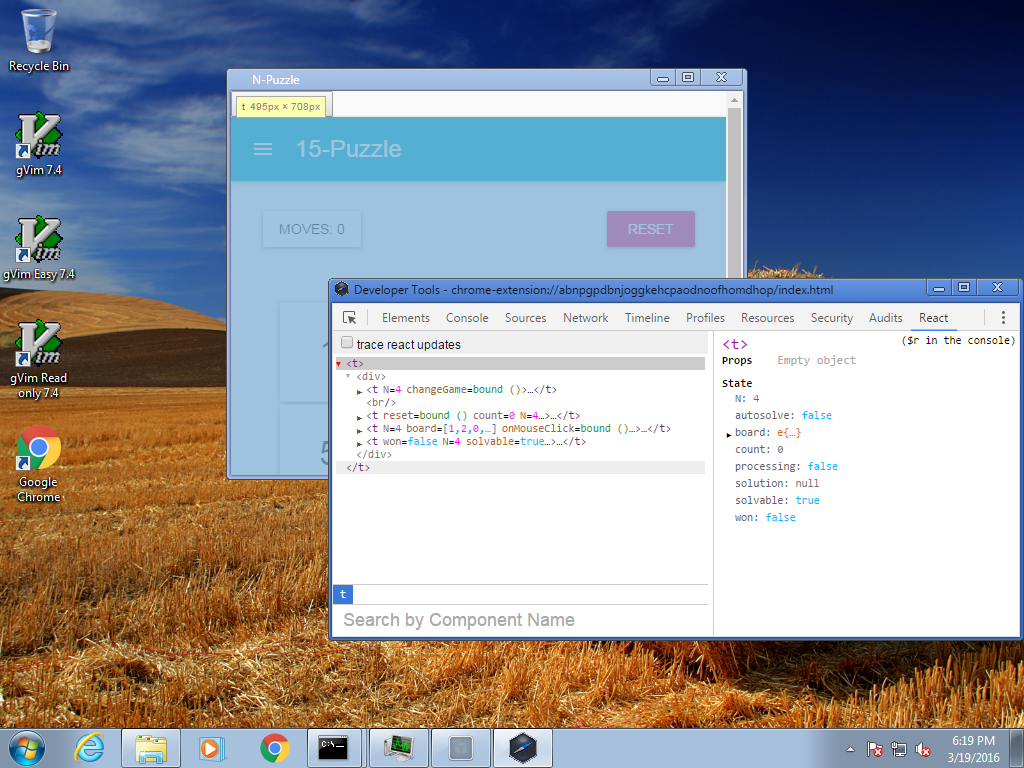 Recycle Bin
gVim 7.4
gVim Easy 7.4
gVim Read
only 7.4
Google
Chrome
N-Puzzle
t 495px × 708px
15-Puzzle
MOVES: 0
RESET
Developer Tools - chrome-extension://abnpgpdbnjoggkehcpaodnoofhomdhop/index.html
Elements Console Sources Network Timeline Profiles Resources Security Audits React
trace react updates
<t>
<div>
<t N=4 changeGame=bound ()>…</t>
<br/>
<t reset=bound () count=0 N=4…>…</t>
<t N=4 board=[1,2,0,…] onMouseClick=bound ()…>…</t>
<t won=false N=4 solvable=true…>…</t>
</div>
</t>
t
Search by Component Name
<t> ($r in the console)
Props Empty object
State
N: 4
autosolve: false
board: e{…}
count: 0
processing: false
solution: null
solvable: true
won: false
C:\_
6:19 PM
3/19/2016